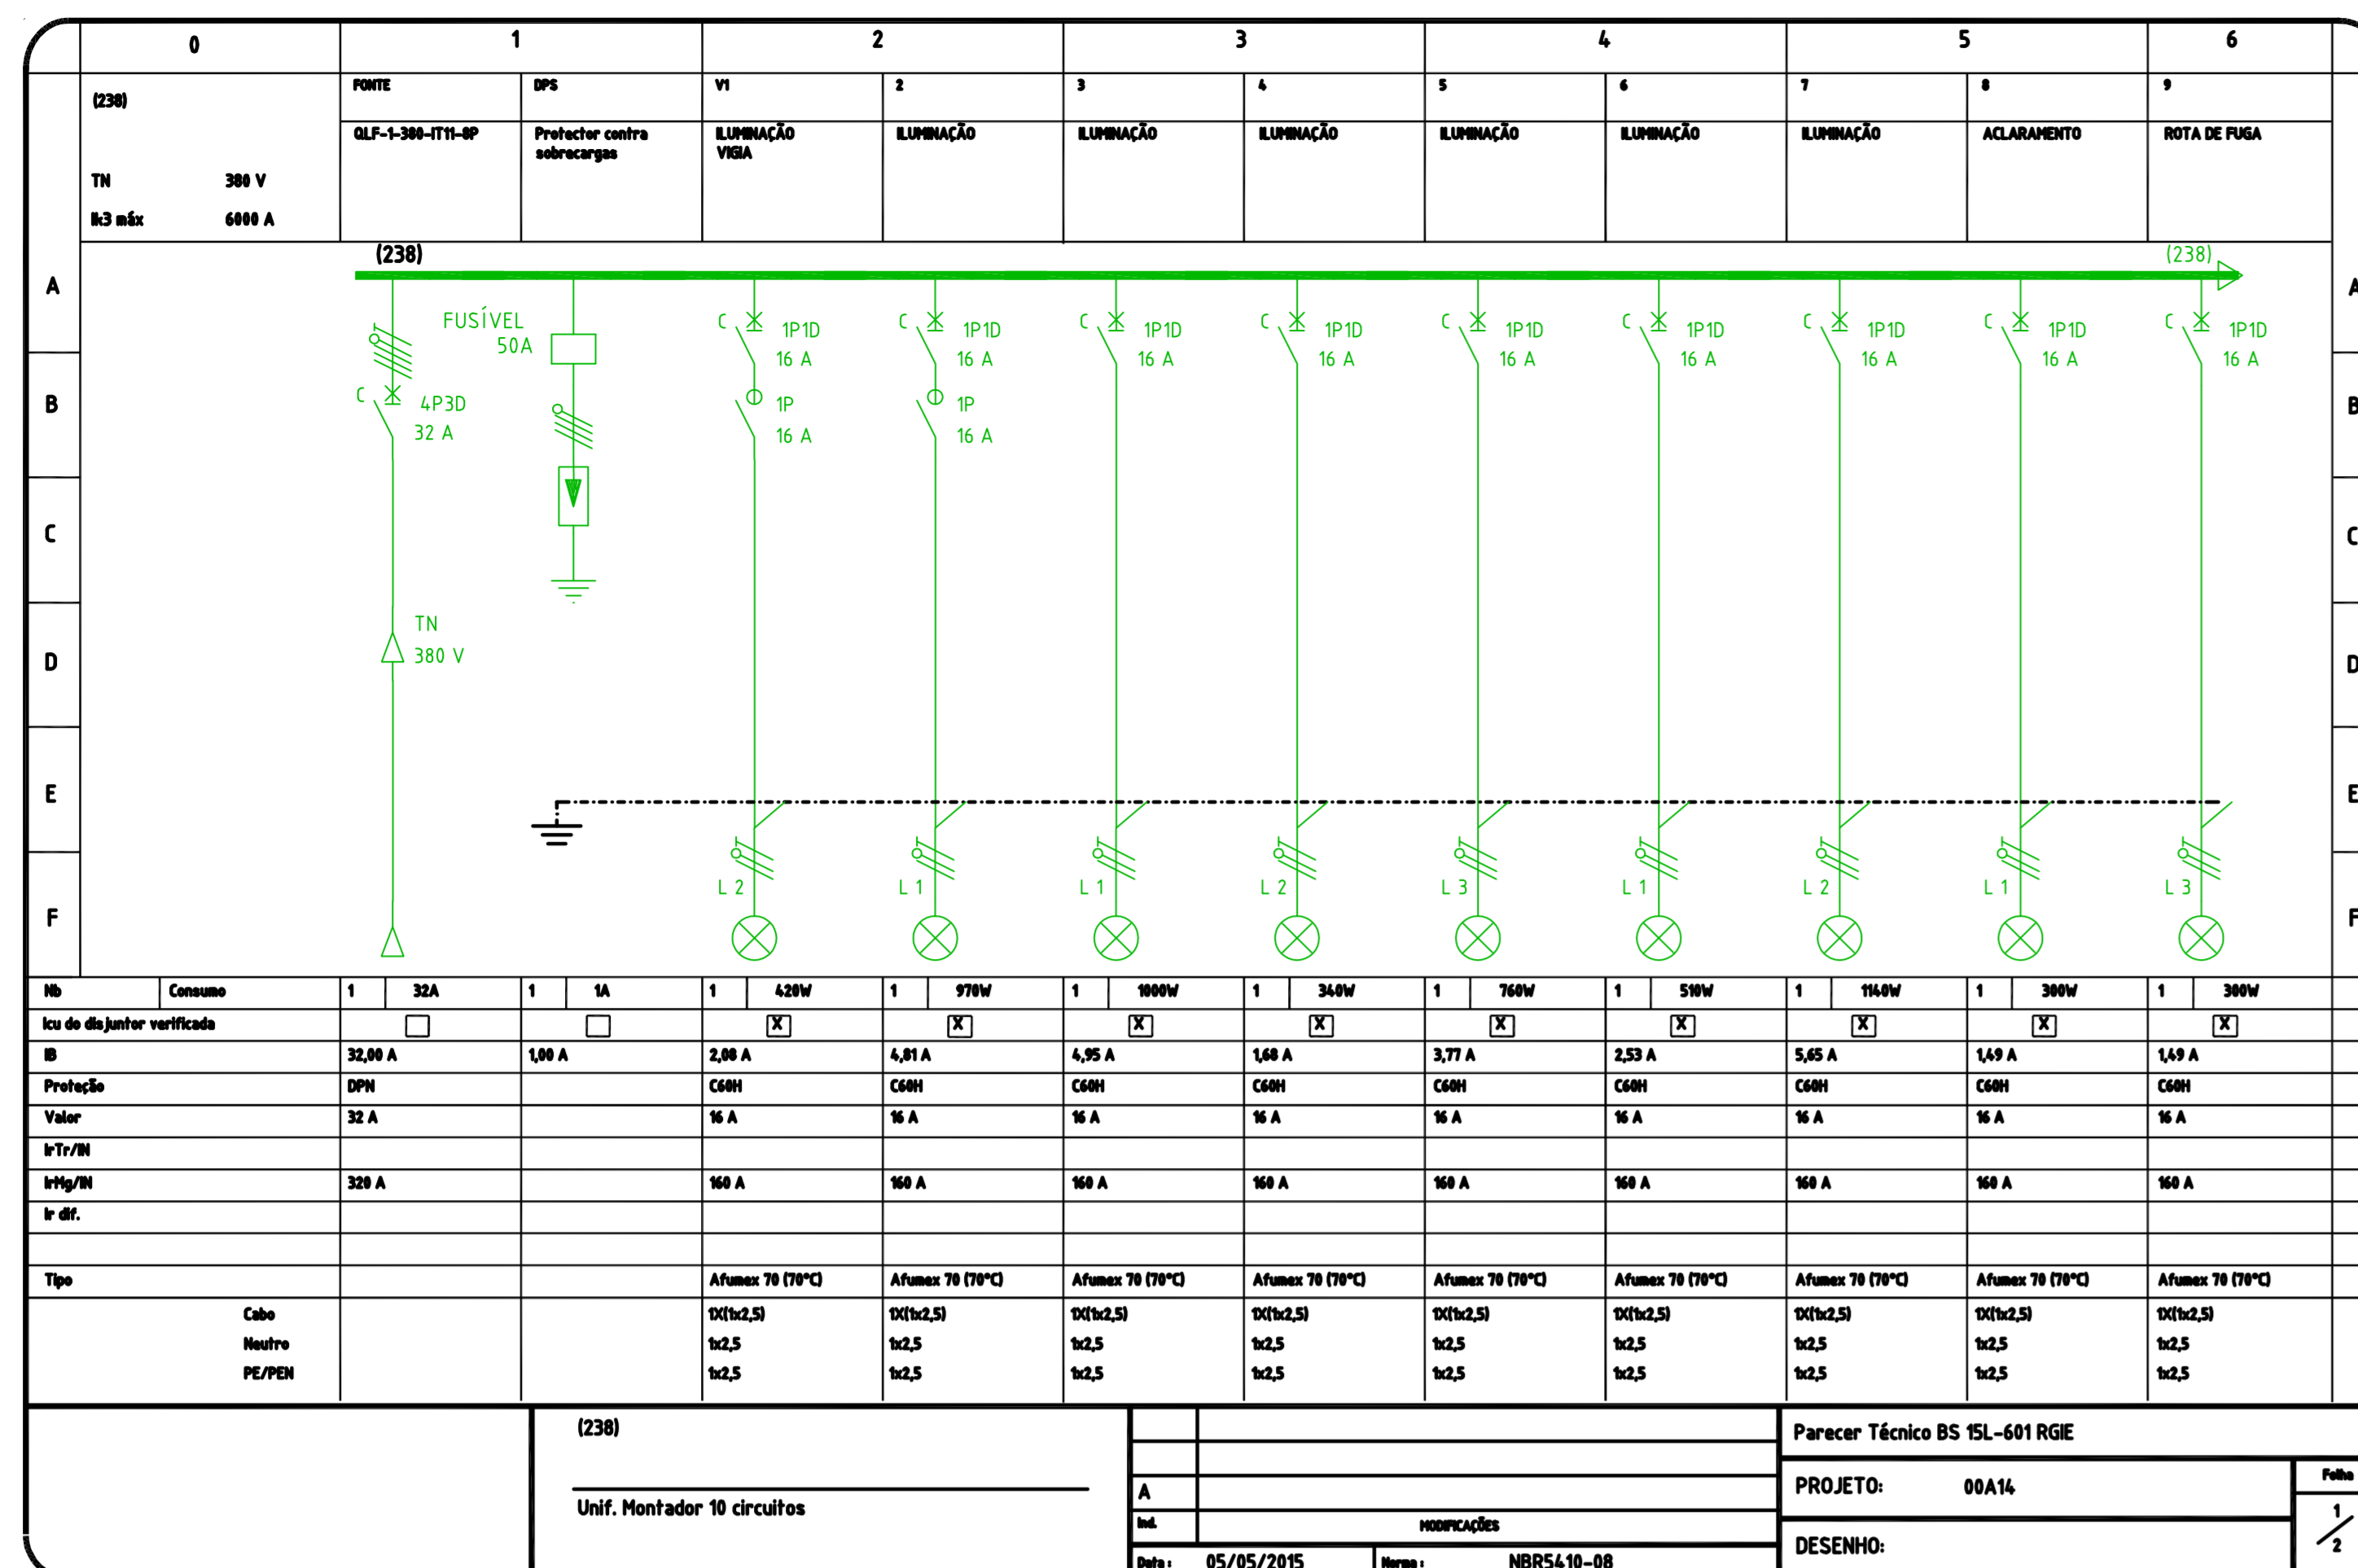 0 1 2 3 4 5 6
(238)
TN 380 V
Ik3 máx 6000 A
FONTE DPS V1 2 3 4 5 6 7 8 9
QLF-1-380-IT11-8P Protector contra ILUMINAÇÃO ILUMINAÇÃO ILUMINAÇÃO ILUMINAÇÃO ILUMINAÇÃO ILUMINAÇÃO ILUMINAÇÃO ACLARAMENTO ROTA DE FUGA
sobrecargas VIGIA
(238) (238)
A A
FUSÍVEL
50A
C 1P1D C 1P1D C 1P1D C 1P1D C 1P1D C 1P1D C 1P1D C 1P1D C 1P1D
16 A 16 A 16 A 16 A 16 A 16 A 16 A 16 A 16 A
B B
C 4P3D 1P 1P
32 A 16 A 16 A
C C
TN
D 380 V D
E E
L 2 L 1 L 1 L 2 L 3 L 1 L 2 L 1 L 3
F F
Nb Consumo 1 32A 1 1A 1 420W 1 970W 1 1000W 1 340W 1 760W 1 510W 1 1140W 1 300W 1 300W
Icu do disjuntor verificada X X X X X X X X X
IB 32,00 A 1,00 A 2,08 A 4,81 A 4,95 A 1,68 A 3,77 A 2,53 A 5,65 A 1,49 A 1,49 A
Proteção DPN C60H C60H C60H C60H C60H C60H C60H C60H C60H
Valor 32 A 16 A 16 A 16 A 16 A 16 A 16 A 16 A 16 A 16 A
IrTr/IN
IrMg/IN 320 A 160 A 160 A 160 A 160 A 160 A 160 A 160 A 160 A 160 A
Ir dif.
Tipo Afumex 70 (70°C) Afumex 70 (70°C) Afumex 70 (70°C) Afumex 70 (70°C) Afumex 70 (70°C) Afumex 70 (70°C) Afumex 70 (70°C) Afumex 70 (70°C) Afumex 70 (70°C)
Cabo 1X(1x2,5) 1X(1x2,5) 1X(1x2,5) 1X(1x2,5) 1X(1x2,5) 1X(1x2,5) 1X(1x2,5) 1X(1x2,5) 1X(1x2,5)
Neutro 1x2,5 1x2,5 1x2,5 1x2,5 1x2,5 1x2,5 1x2,5 1x2,5 1x2,5
PE/PEN 1x2,5 1x2,5 1x2,5 1x2,5 1x2,5 1x2,5 1x2,5 1x2,5 1x2,5
(238)
Unif. Montador 10 circuitos
A
Ind. MODIFICAÇÕES
Data : 05/05/2015 Norma : NBR5410-08
Parecer Técnico BS 15L-601 RGIE
PROJETO: 00A14
DESENHO:
Folha
1
/
2